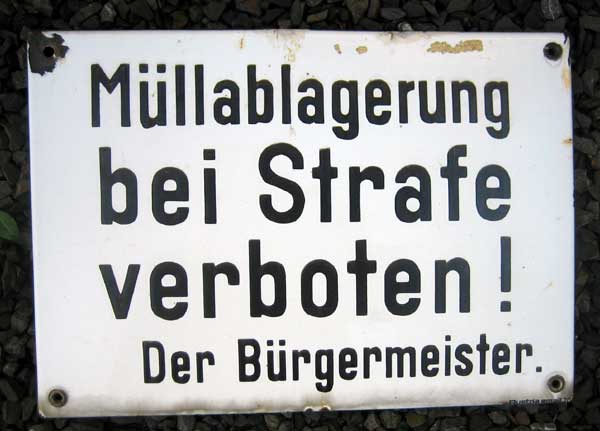 Müllablagerung
bei Strafe
verboten!
Der Bürgermeister.